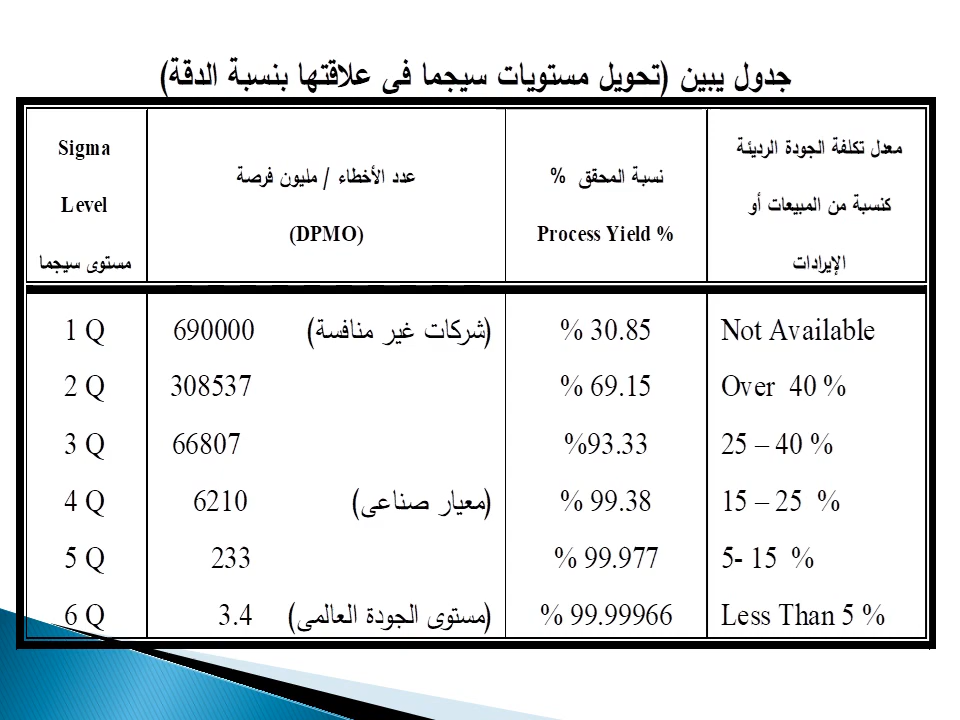 جدول يبين (تحويل مستويات سيجما فى علاقتها بنسبة الدقة)
Sigma
Level
مستوى سيجما
عدد الأخطاء / مليون فرصة
(DPMO)
نسبة المحقق %
Process Yield %
معدل تكلفة الجودة الرديئة
كنسبة من المبيعات أو
الإيرادات
1 Q 690000 (شركات غير منافسة) % 30.85 Not Available
2 Q 308537 % 69.15 Over 40 %
3 Q 66807 %93.33 25 – 40 %
4 Q 6210 (معيار صناعى) % 99.38 15 – 25 %
5 Q 233 % 99.977 5- 15 %
6 Q 3.4 (مستوى الجودة العالمى) % 99.99966 Less Than 5 %